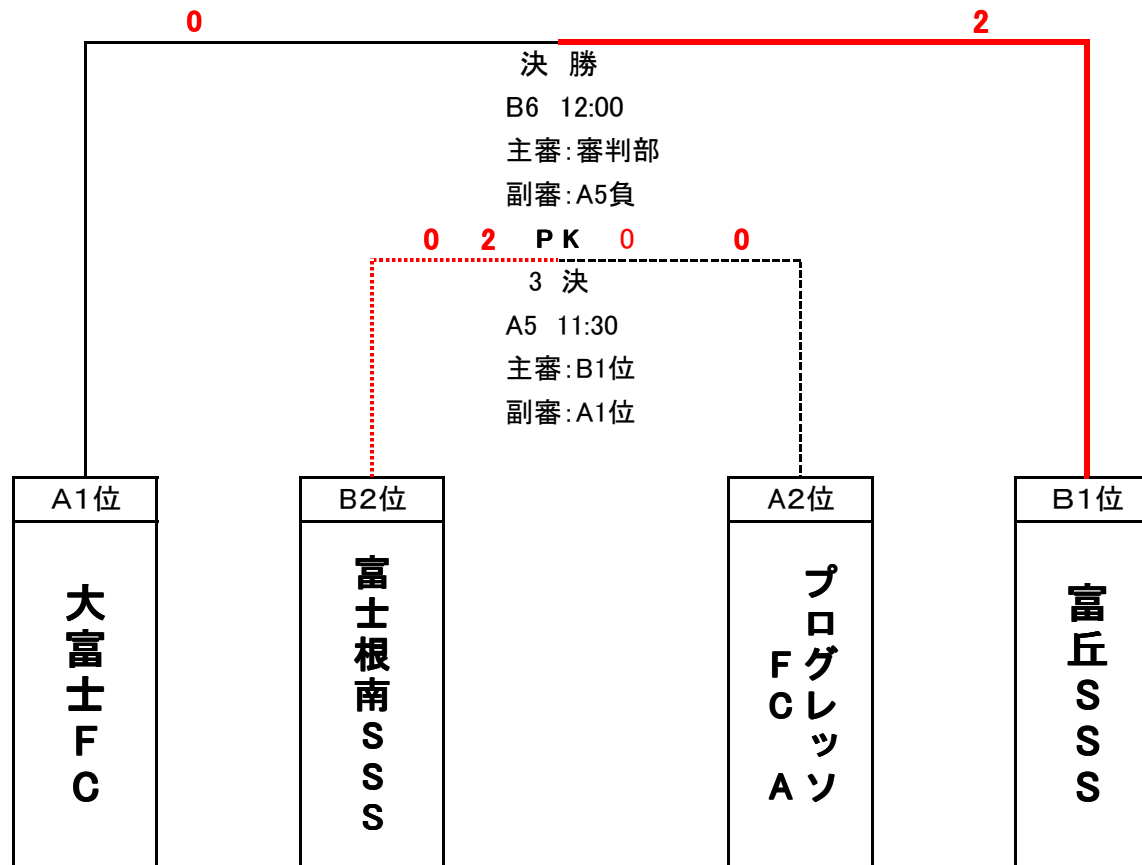 0 2
決 勝
B6 12:00
主審:審判部
副審:A5負
0 2 PK 0 0
3 決
A5 11:30
主審:B1位
副審:A1位
A1位 B2位 A2位 B1位
大富士FC
富士根南SSS
プログレッソ
FC A
富丘SSS